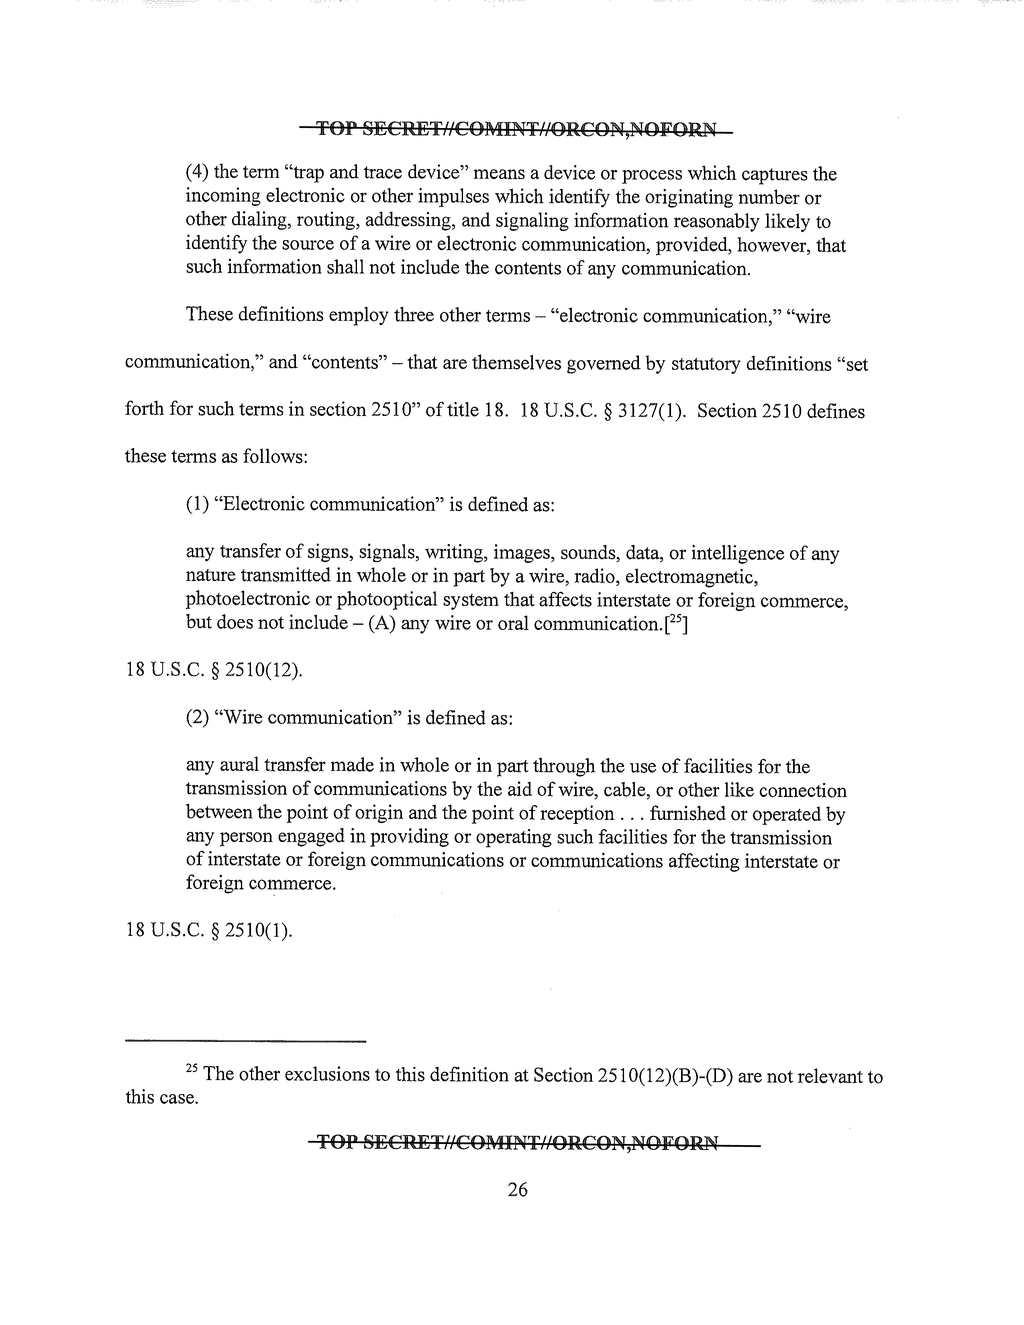 TOP SECRET//COMINT//ORCON,NOFORN
(4) the term “trap and trace device” means a device or process which captures the
incoming electronic or other impulses which identify the originating number or
other dialing, routing, addressing, and signaling information reasonably likely to
identify the source of a wire or electronic communication, provided, however, that
such information shall not include the contents of any communication.
These definitions employ three other terms – “electronic communication,” “wire
communication,” and “contents” – that are themselves governed by statutory definitions “set
forth for such terms in section 2510” of title 18. 18 U.S.C. § 3127(1). Section 2510 defines
these terms as follows:
(1) “Electronic communication” is defined as:
any transfer of signs, signals, writing, images, sounds, data, or intelligence of any
nature transmitted in whole or in part by a wire, radio, electromagnetic,
photoelectronic or photooptical system that affects interstate or foreign commerce,
but does not include – (A) any wire or oral communication.[25]
18 U.S.C. § 2510(12).
(2) “Wire communication” is defined as:
any aural transfer made in whole or in part through the use of facilities for the
transmission of communications by the aid of wire, cable, or other like connection
between the point of origin and the point of reception . . . furnished or operated by
any person engaged in providing or operating such facilities for the transmission
of interstate or foreign communications or communications affecting interstate or
foreign commerce.
18 U.S.C. § 2510(1).
25 The other exclusions to this definition at Section 2510(12)(B)-(D) are not relevant to
this case.
TOP SECRET//COMINT//ORCON,NOFORN
26